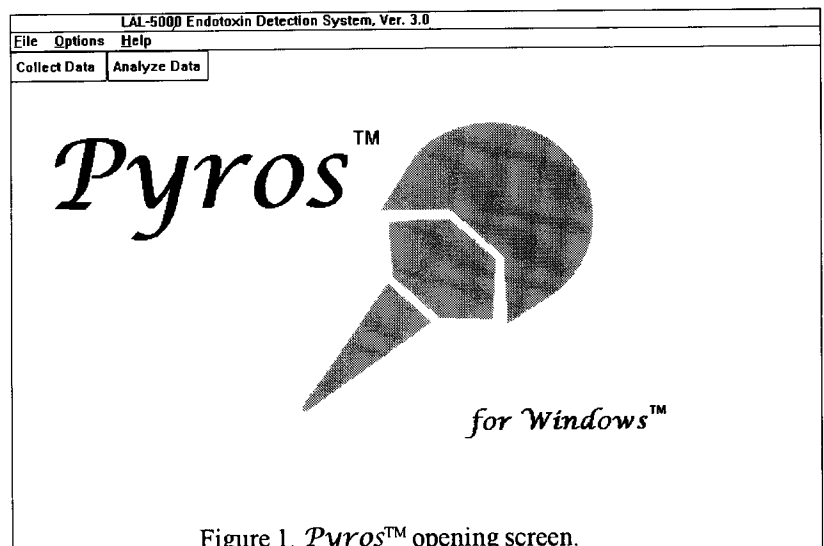 LAL-5000 Endotoxin Detection System, Ver. 3.0
File Options Help
Collect Data Analyze Data
Pyros™
for Windows™
Figure 1. Pyros™ opening screen.